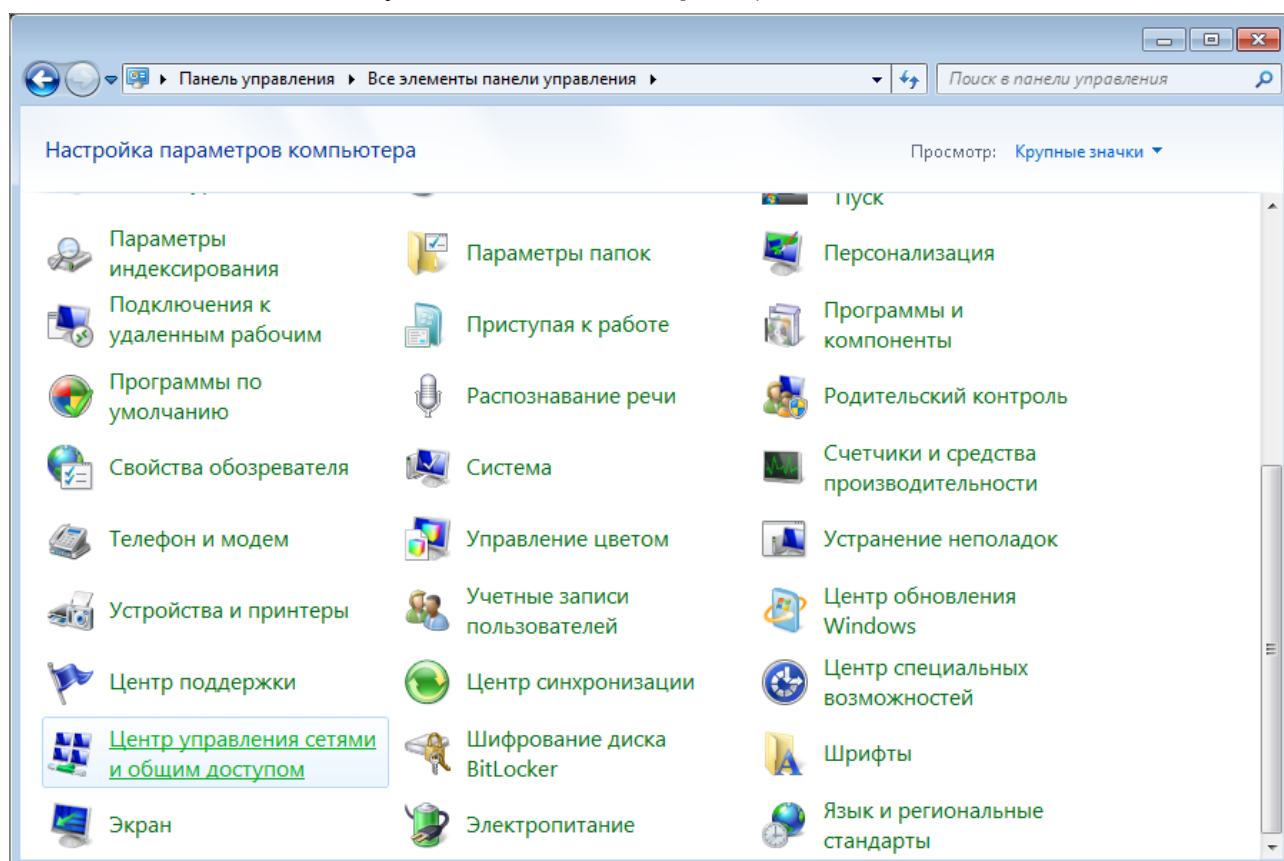 Панель управления ▸ Все элементы панели управления ▸
Поиск в панели управления
Настройка параметров компьютера
Просмотр: Крупные значки
Пуск
Параметры
индексирования
Параметры папок
Персонализация
Подключения к
удаленным рабочим
Приступая к работе
Программы и
компоненты
Программы по
умолчанию
Распознавание речи
Родительский контроль
Свойства обозревателя
Система
Счетчики и средства
производительности
Телефон и модем
Управление цветом
Устранение неполадок
Устройства и принтеры
Учетные записи
пользователей
Центр обновления
Windows
Центр поддержки
Центр синхронизации
Центр специальных
возможностей
Центр управления сетями
и общим доступом
Шифрование диска
BitLocker
Шрифты
Экран
Электропитание
Язык и региональные
стандарты